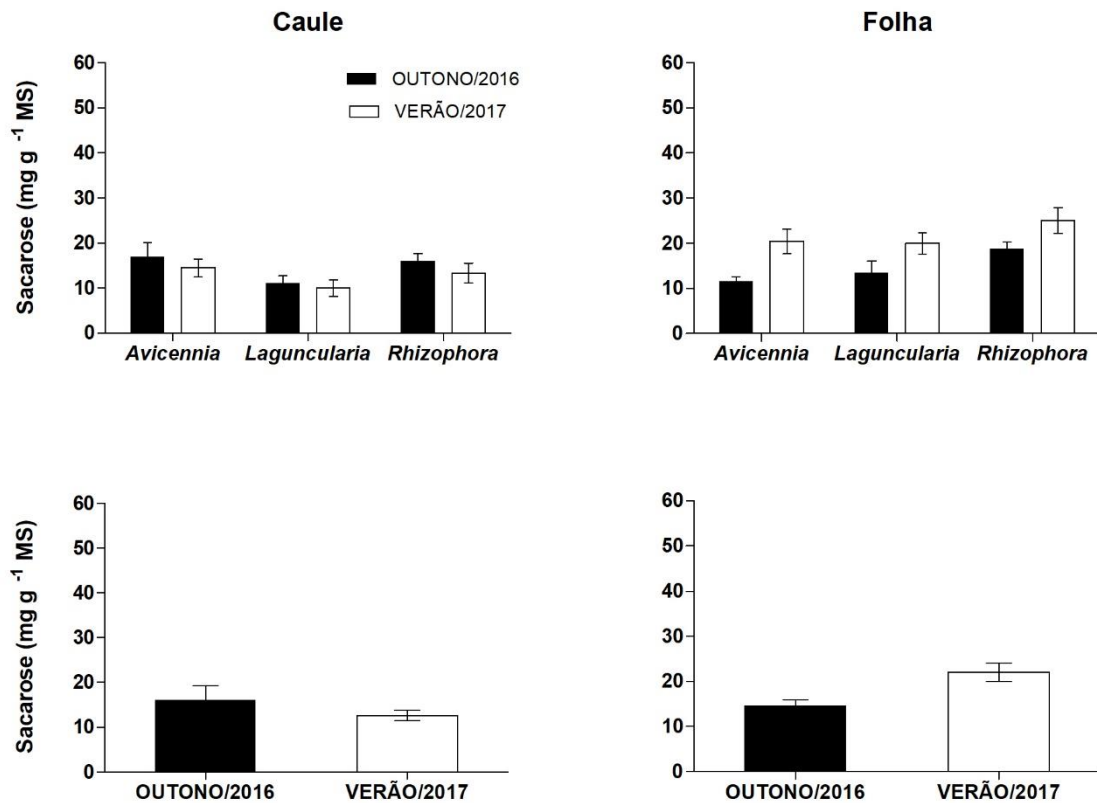 Caule
Folha
Sacarose (mg g -1 MS)
60
50
40
30
20
10
0
OUTONO/2016
VERÃO/2017
Avicennia Laguncularia Rhizophora
60
50
40
30
20
10
0
Avicennia Laguncularia Rhizophora
Sacarose (mg g -1 MS)
60
50
40
30
20
10
0
OUTONO/2016 VERÃO/2017
60
50
40
30
20
10
0
OUTONO/2016 VERÃO/2017